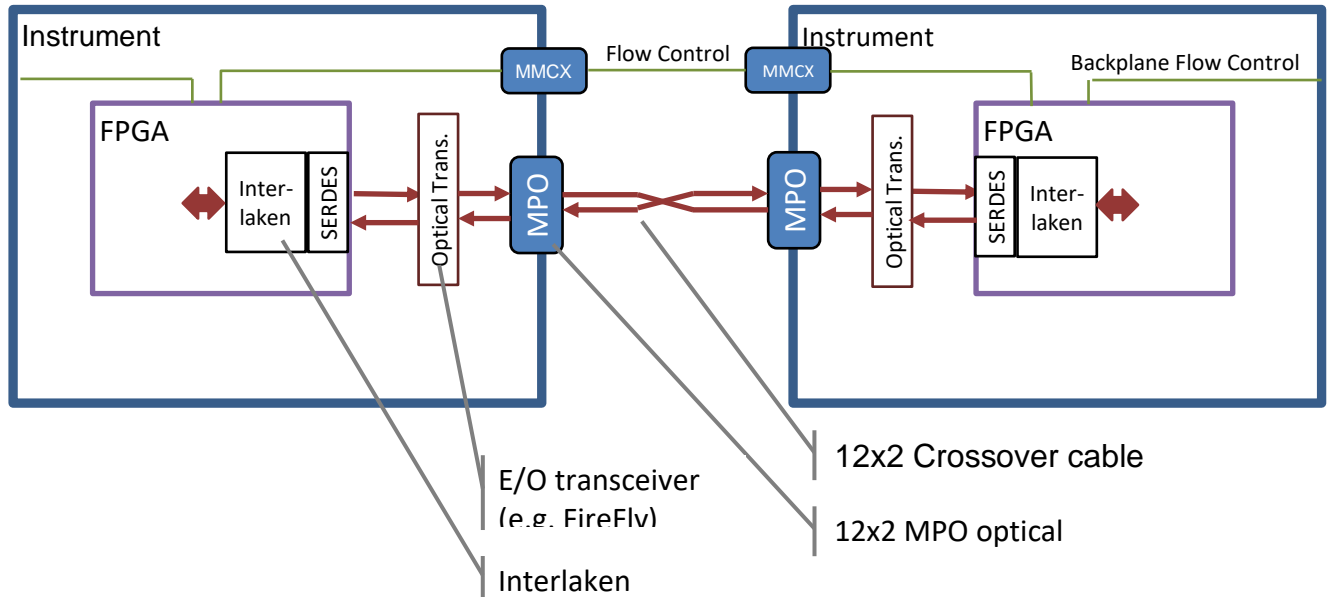 Instrument
Instrument
MMCX
Flow Control
MMCX
Backplane Flow Control
FPGA
FPGA
Inter-
laken
SERDES
Optical Trans.
MPO
MPO
Optical Trans.
SERDES
Inter-
laken
12x2 Crossover cable
E/O transceiver
(e.g. FireFly)
12x2 MPO optical
Interlaken